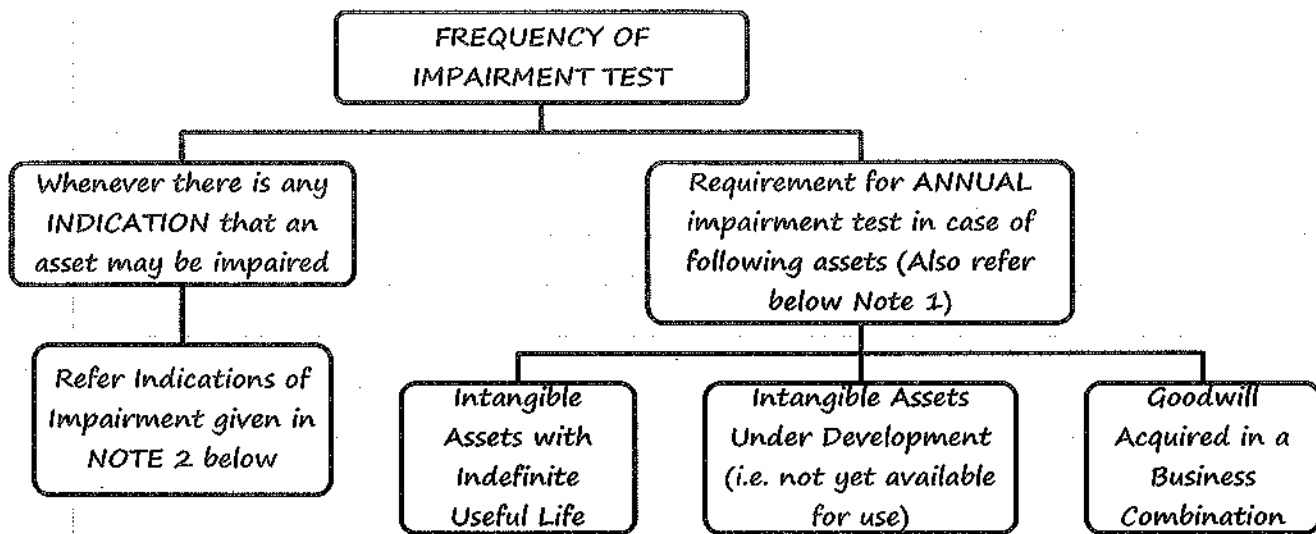 FREQUENCY OF
IMPAIRMENT TEST
Whenever there is any
INDICATION that an
asset may be impaired
Requirement for ANNUAL
impairment test in case of
following assets (Also refer
below Note 1)
Refer Indications of
Impairment given in
NOTE 2 below
Intangible
Assets with
Indefinite
Useful Life
Intangible Assets
Under Development
(i.e. not yet available
for use)
Goodwill
Acquired in a
Business
Combination